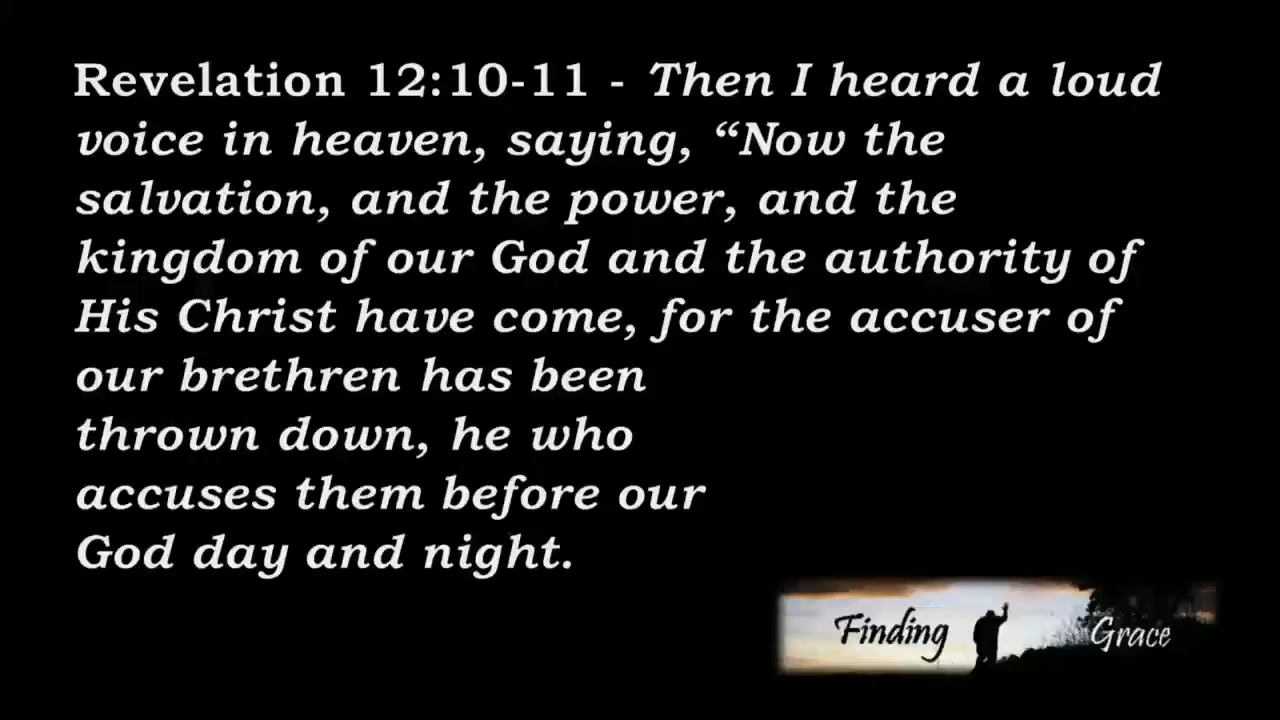 Revelation 12:10-11 - Then I heard a loud
voice in heaven, saying, “Now the
salvation, and the power, and the
kingdom of our God and the authority of
His Christ have come, for the accuser of
our brethren has been
thrown down, he who
accuses them before our
God day and night.
Finding Grace